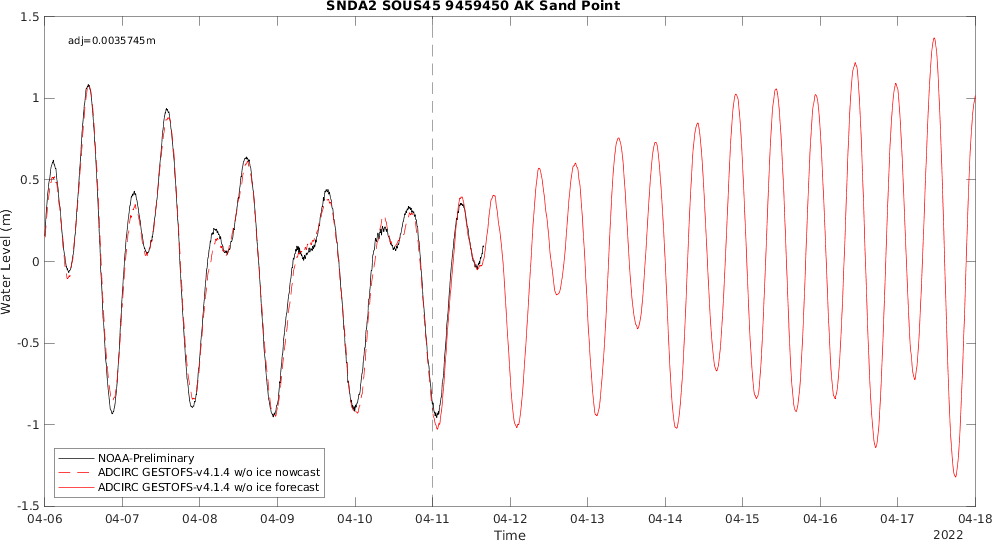 SNDA2 SOUS45 9459450 AK Sand Point
adj=0.0035745m
1.5
1
0.5
0
-0.5
-1
-1.5
Water Level (m)
NOAA-Preliminary
ADCIRC GESTOFS-v4.1.4 w/o ice nowcast
ADCIRC GESTOFS-v4.1.4 w/o ice forecast
04-06 04-07 04-08 04-09 04-10 04-11 04-12 04-13 04-14 04-15 04-16 04-17 04-18
Time
2022